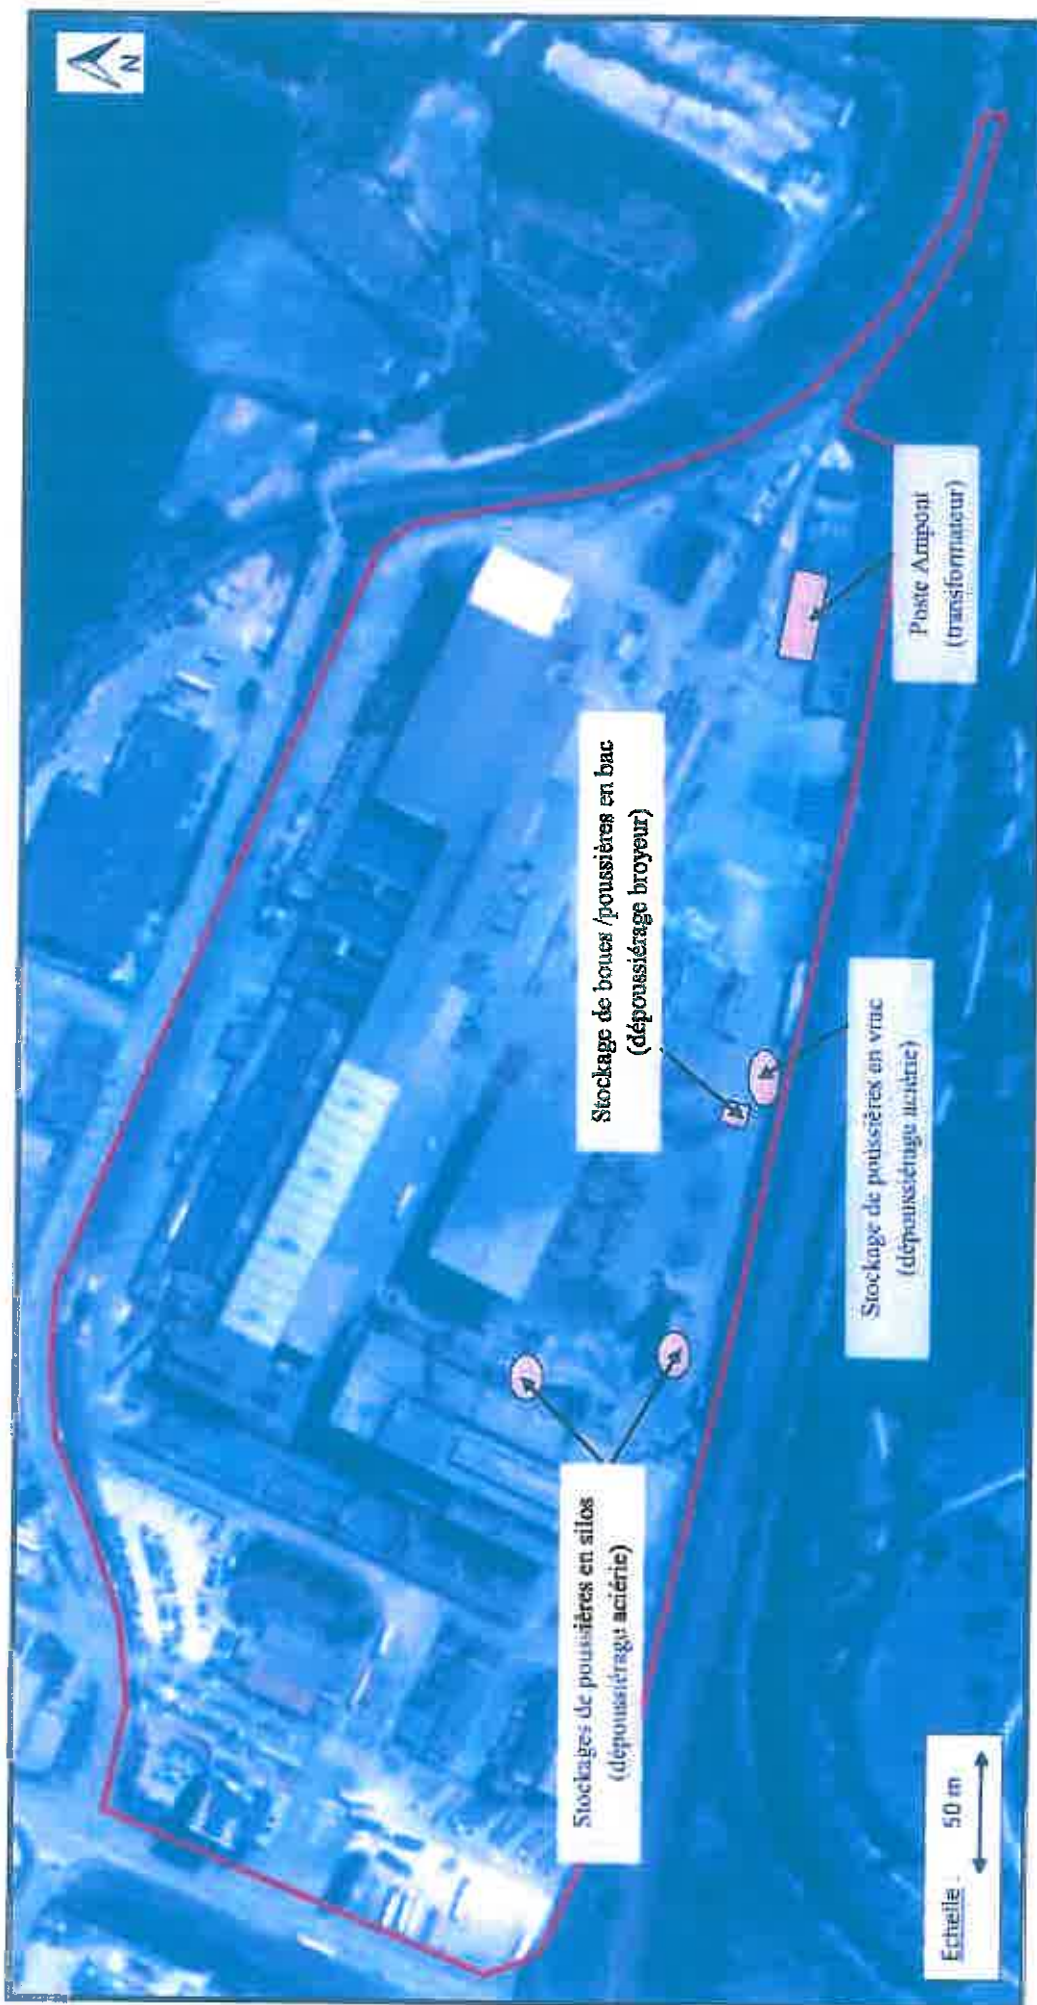 N
Stockages de poussières en silos
(dépoussiérage aciérie)
Stockage de boues /poussières en bac
(dépoussiérage broyeur)
Stockage de poussières en vrac
(dépoussiérage aciérie)
Poste Ampont
(transformateur)
Echelle
50 m